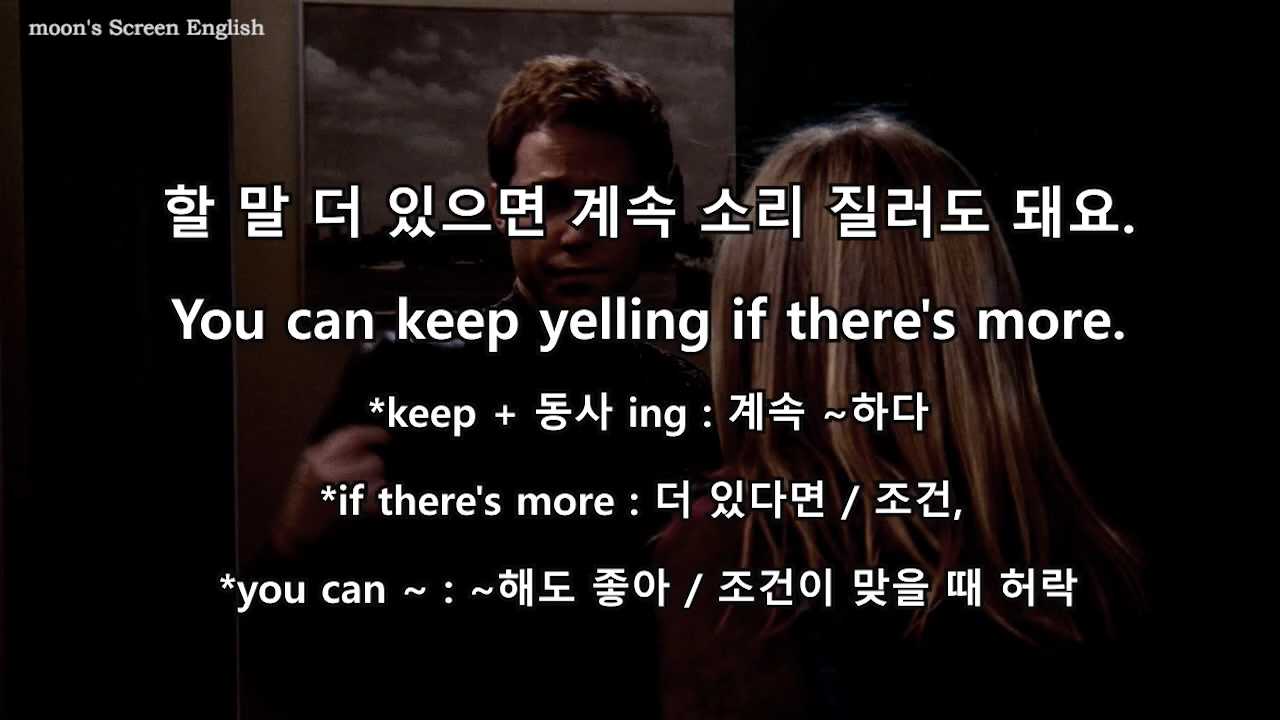 moon's Screen English
할 말 더 있으면 계속 소리 질러도 돼요.
You can keep yelling if there's more.
*keep + 동사 ing : 계속 ~하다
*if there's more : 더 있다면 / 조건,
*you can ~ : ~해도 좋아 / 조건이 맞을 때 허락